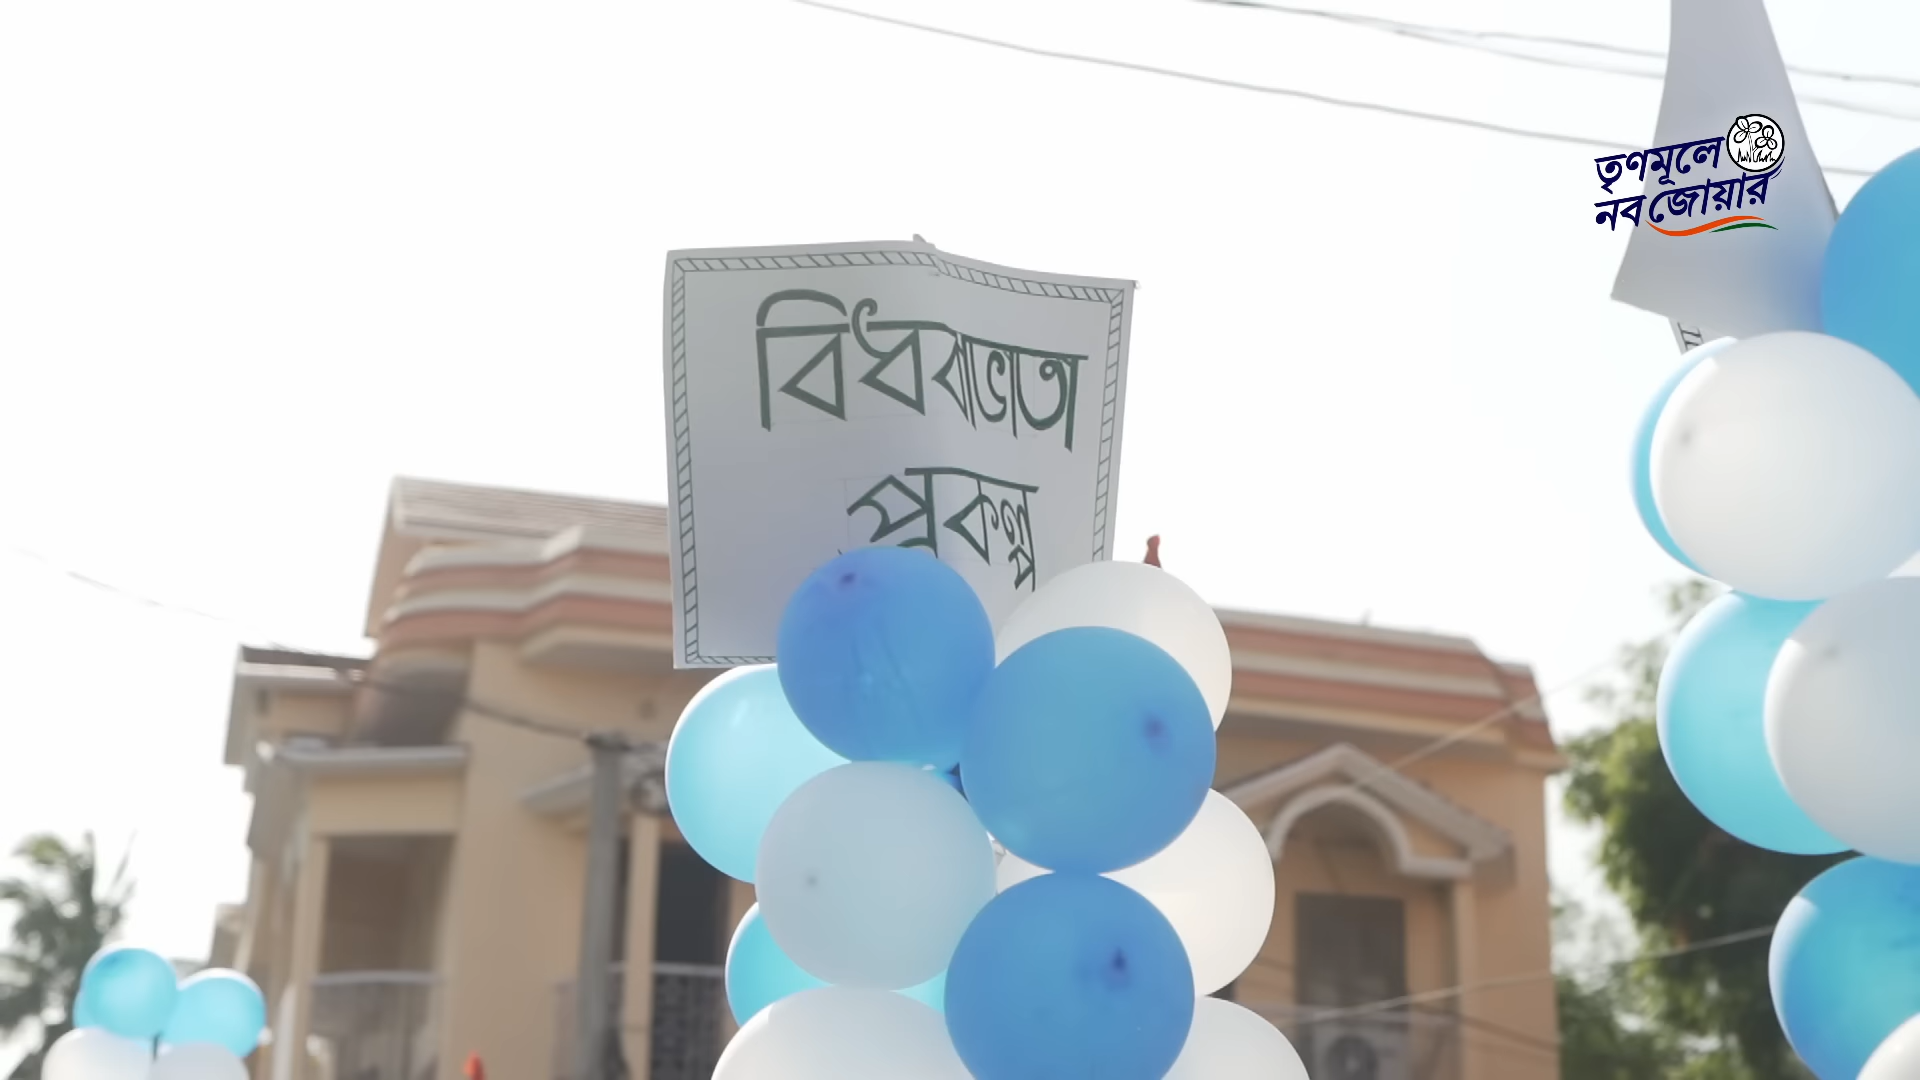 বিধবাভাতা
প্রকল্প
তৃণমূলে
নব জোয়ার